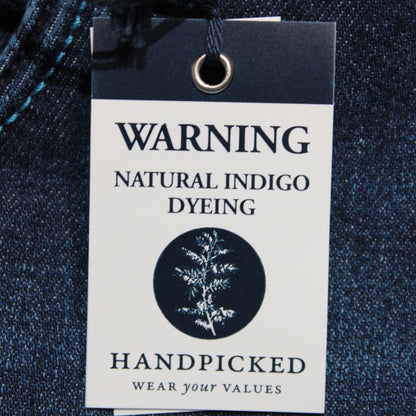 WARNING
NATURAL INDIGO
DYEING
HANDPICKED
WEAR your VALUES